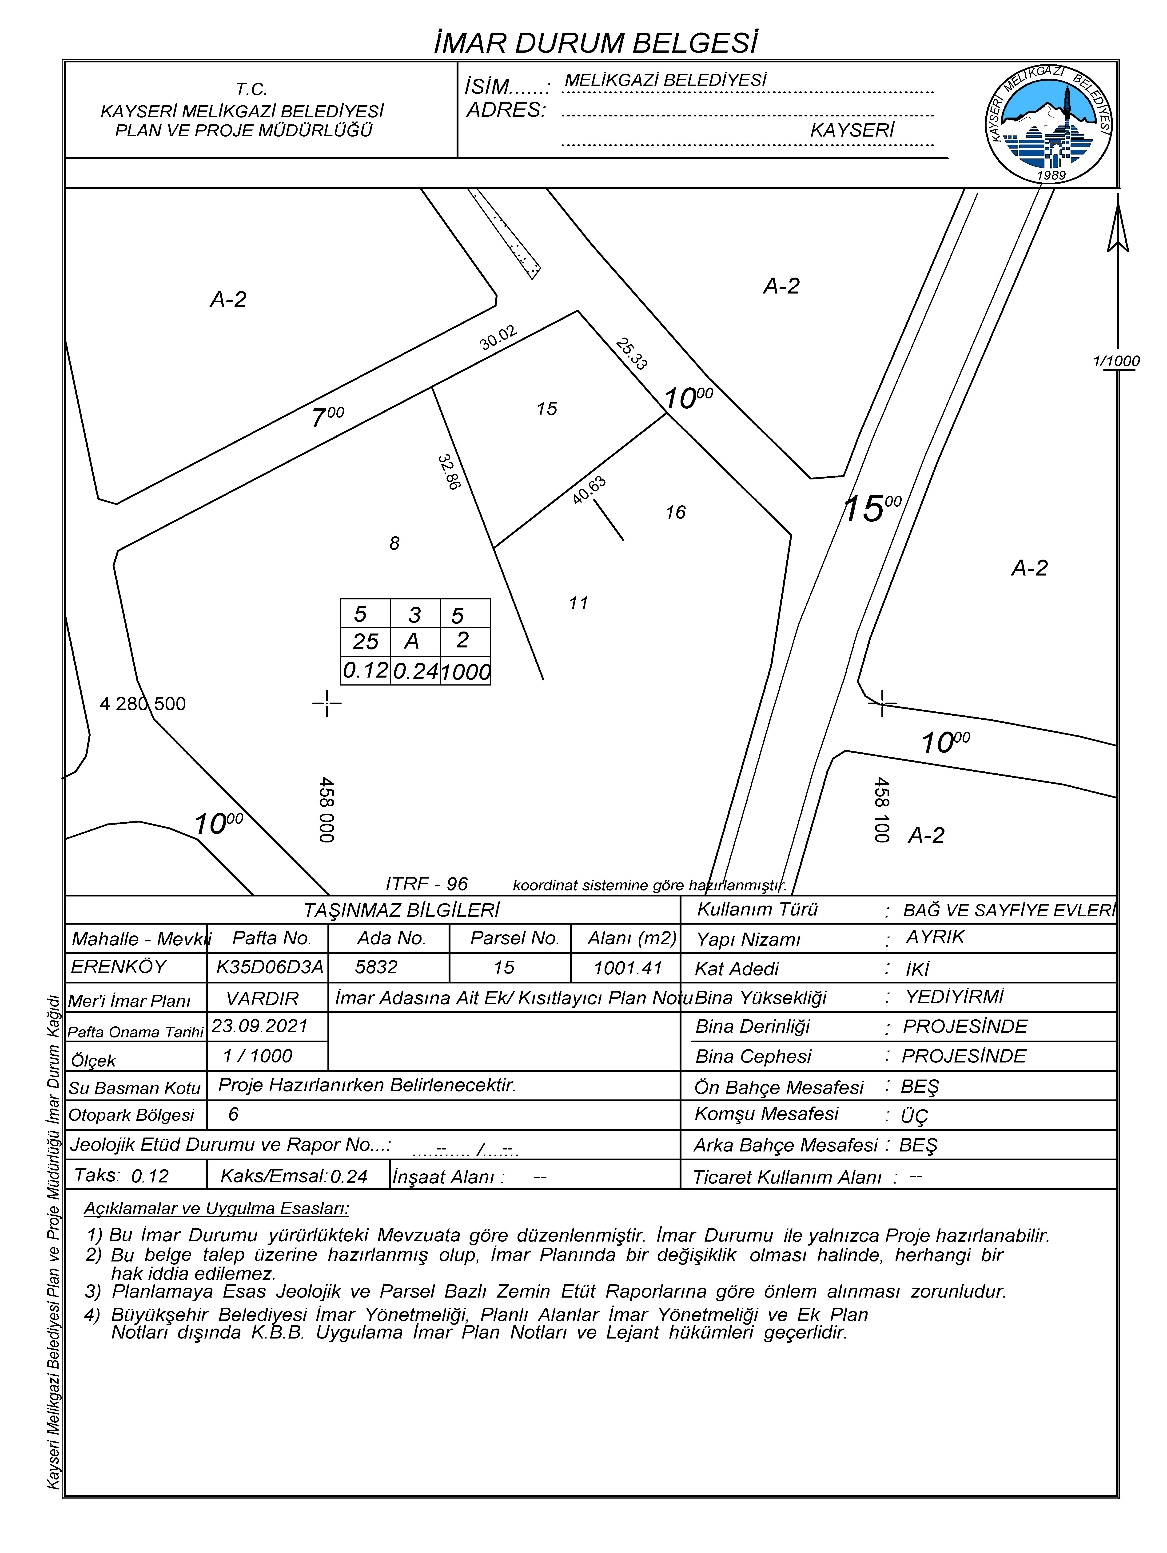 İMAR DURUM BELGESİ
T.C.
KAYSERİ MELİKGAZİ BELEDİYESİ
PLAN VE PROJE MÜDÜRLÜĞÜ
İSİM......: MELİKGAZİ BELEDİYESİ
ADRES:
KAYSERİ
KAYSERİ MELİKGAZİ BELEDİYESİ
1989
A-2
A-2
1/1000
30.02
25.33
7⁰⁰
15
10⁰⁰
32.86
40.63
16
15⁰⁰
8
A-2
11
5 3 5
25 A 2
0.12 0.24 1000
4 280 500
10⁰⁰
458 000
458 100
10⁰⁰
A-2
İTRF - 96 koordinat sistemine göre hazırlanmıştır.
TAŞINMAZ BİLGİLERİ
Kullanım Türü : BAĞ VE SAYFİYE EVLERİ
Mahalle - Mevkii Pafta No. Ada No. Parsel No. Alanı (m2)
Yapı Nizamı : AYRIK
ERENKÖY K35D06D3A 5832 15 1001.41
Kat Adedi : İKİ
Mer'i İmar Planı VARDIR İmar Adasına Ait Ek/ Kısıtlayıcı Plan Notu
Bina Yüksekliği : YEDİYİRMİ
Pafta Onama Tarihi 23.09.2021
Bina Derinliği : PROJESİNDE
Ölçek 1 / 1000
Bina Cephesi : PROJESİNDE
Su Basman Kotu Proje Hazırlanırken Belirlenecektir.
Ön Bahçe Mesafesi : BEŞ
Otopark Bölgesi 6
Komşu Mesafesi : ÜÇ
Jeolojik Etüd Durumu ve Rapor No...: ....--..... /....--..
Arka Bahçe Mesafesi : BEŞ
Taks: 0.12 Kaks/Emsal: 0.24 İnşaat Alanı : --
Ticaret Kullanım Alanı : --
Açıklamalar ve Uygulma Esasları:
1) Bu İmar Durumu yürürlükteki Mevzuata göre düzenlenmiştir. İmar Durumu ile yalnızca Proje hazırlanabilir.
2) Bu belge talep üzerine hazırlanmış olup, İmar Planında bir değişiklik olması halinde, herhangi bir
hak iddia edilemez.
3) Planlamaya Esas Jeolojik ve Parsel Bazlı Zemin Etüt Raporlarına göre önlem alınması zorunludur.
4) Büyükşehir Belediyesi İmar Yönetmeliği, Planlı Alanlar İmar Yönetmeliği ve Ek Plan
Notları dışında K.B.B. Uygulama İmar Plan Notları ve Lejant hükümleri geçerlidir.
Kayseri Melikgazi Belediyesi Plan ve Proje Müdürlüğü İmar Durum Kağıdı